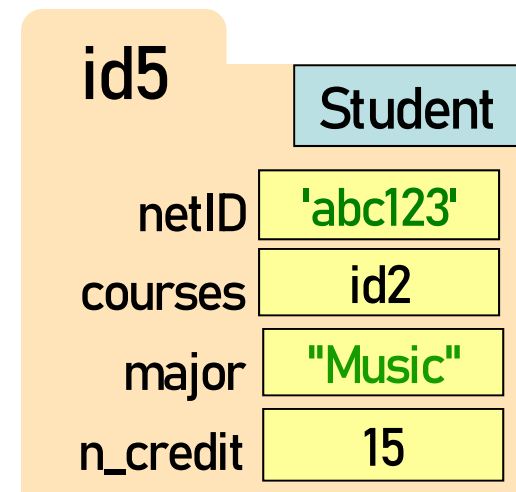 id5
Student
netID 'abc123'
courses id2
major "Music"
n_credit 15